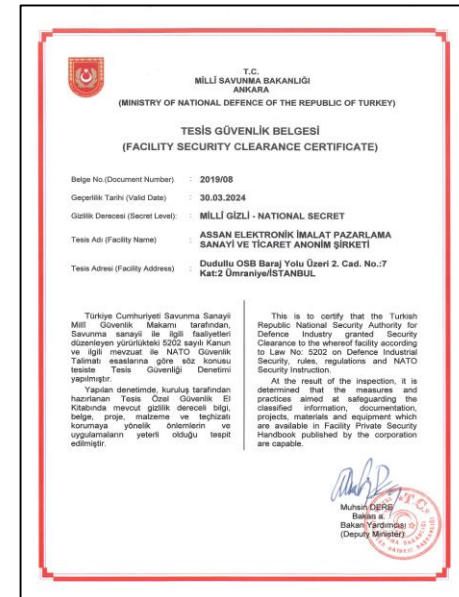 T.C.
MİLLÎ SAVUNMA BAKANLIĞI
ANKARA
(MINISTRY OF NATIONAL DEFENCE OF THE REPUBLIC OF TURKEY)
TESİS GÜVENLİK BELGESİ
(FACILITY SECURITY CLEARANCE CERTIFICATE)
Belge No.(Document Number) : 2019/08
Geçerlilik Tarihi (Valid Date) : 30.03.2024
Gizlilik Derecesi (Secret Level): : MİLLÎ GİZLİ - NATIONAL SECRET
Tesis Adı (Facility Name) : ASSAN ELEKTRONİK İMALAT PAZARLAMA
SANAYİ VE TİCARET ANONİM ŞİRKETİ
Tesis Adresi (Facility Address) : Dudullu OSB Baraj Yolu Üzeri 2. Cad. No.:7
Kat:2 Ümraniye/İSTANBUL
Türkiye Cumhuriyeti Savunma Sanayii
Millî Güvenlik Makamı tarafından,
Savunma sanayii ile ilgili faaliyetleri
düzenleyen yürürlükteki 5202 sayılı Kanun
ve ilgili mevzuat ile NATO Güvenlik
Talimatı esaslarına göre söz konusu
tesiste Tesis Güvenliği Denetimi
yapılmıştır.
Yapılan denetimde, kuruluş tarafından
hazırlanan Tesis Özel Güvenlik El
Kitabında mevcut gizlilik dereceli bilgi,
belge, proje, malzeme ve teçhizatı
korumaya yönelik önlemlerin ve
uygulamaların yeterli olduğu tespit
edilmiştir.
This is to certify that the Turkish
Republic National Security Authority for
Defence Industry granted Security
Clearance to the whereof facility according
to Law No: 5202 on Defence Industrial
Security, rules, regulations and NATO
Security Instruction.
At the result of the inspection, it is
determined that the measures and
practices aimed at safeguarding the
classified information, documentation,
projects, materials and equipment which
are available in Facility Private Security
Handbook published by the corporation
are capable.
Muhsin DERE
Bakan a.
Bakan Yardımcısı
(Deputy Minister)